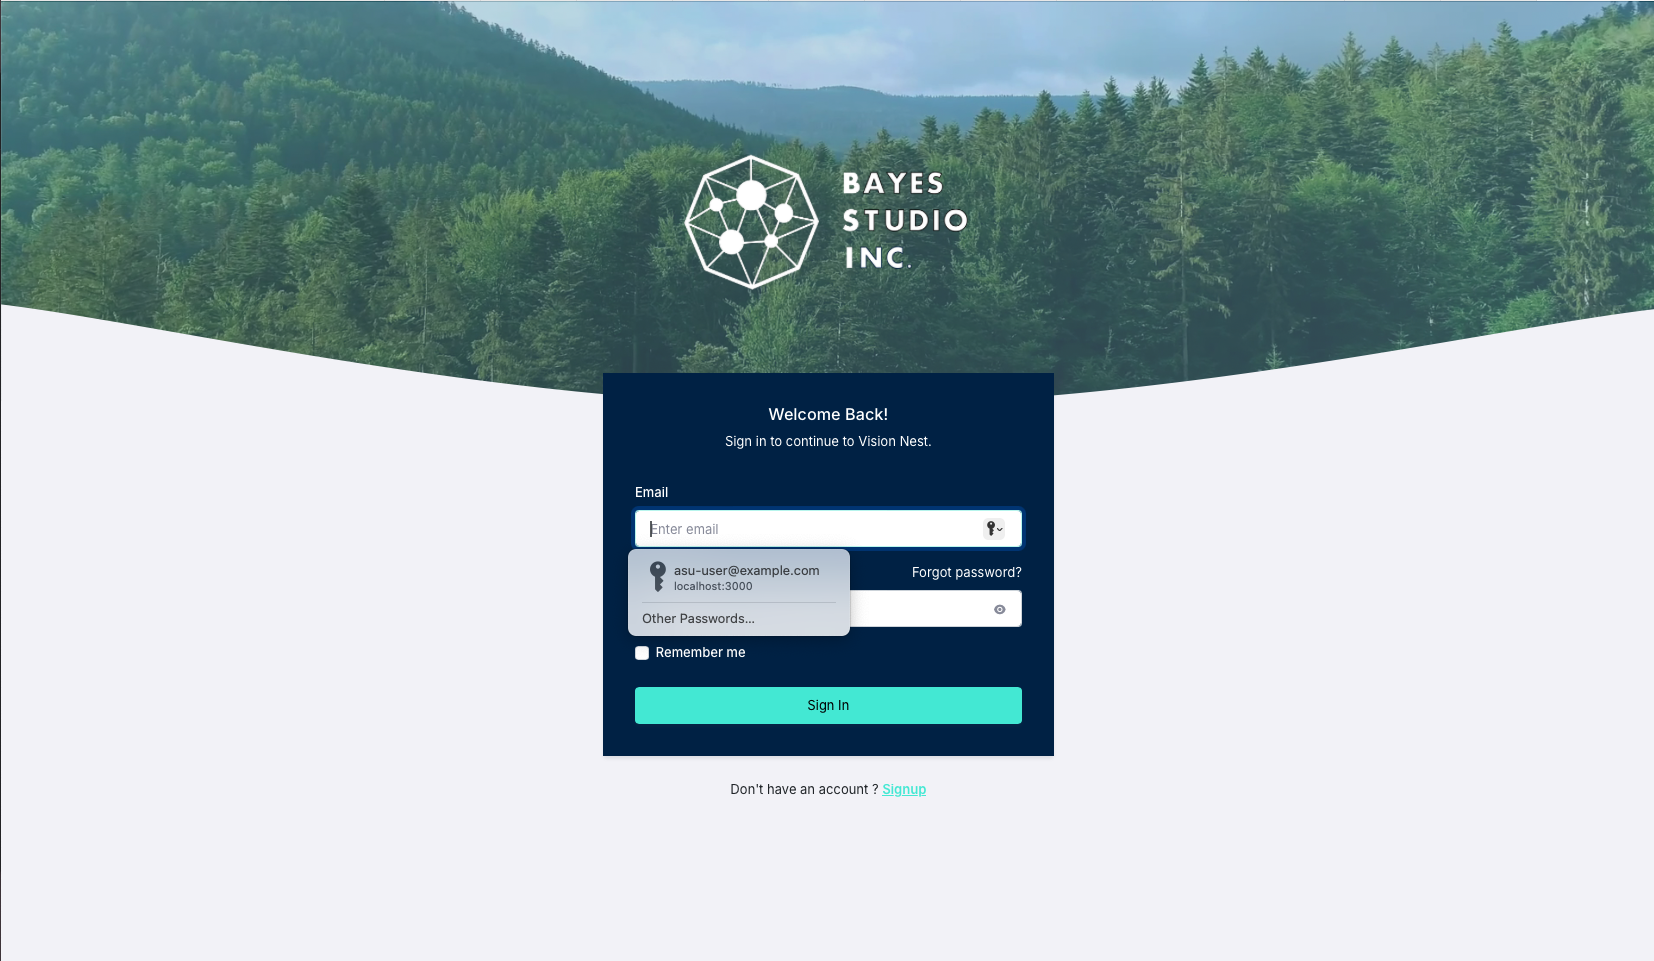 BAYES
STUDIO
INC.
Welcome Back!
Sign in to continue to Vision Nest.
Email
Enter email
asu-user@example.com
localhost:3000
Other Passwords...
Forgot password?
Remember me
Sign In
Don't have an account ? Signup